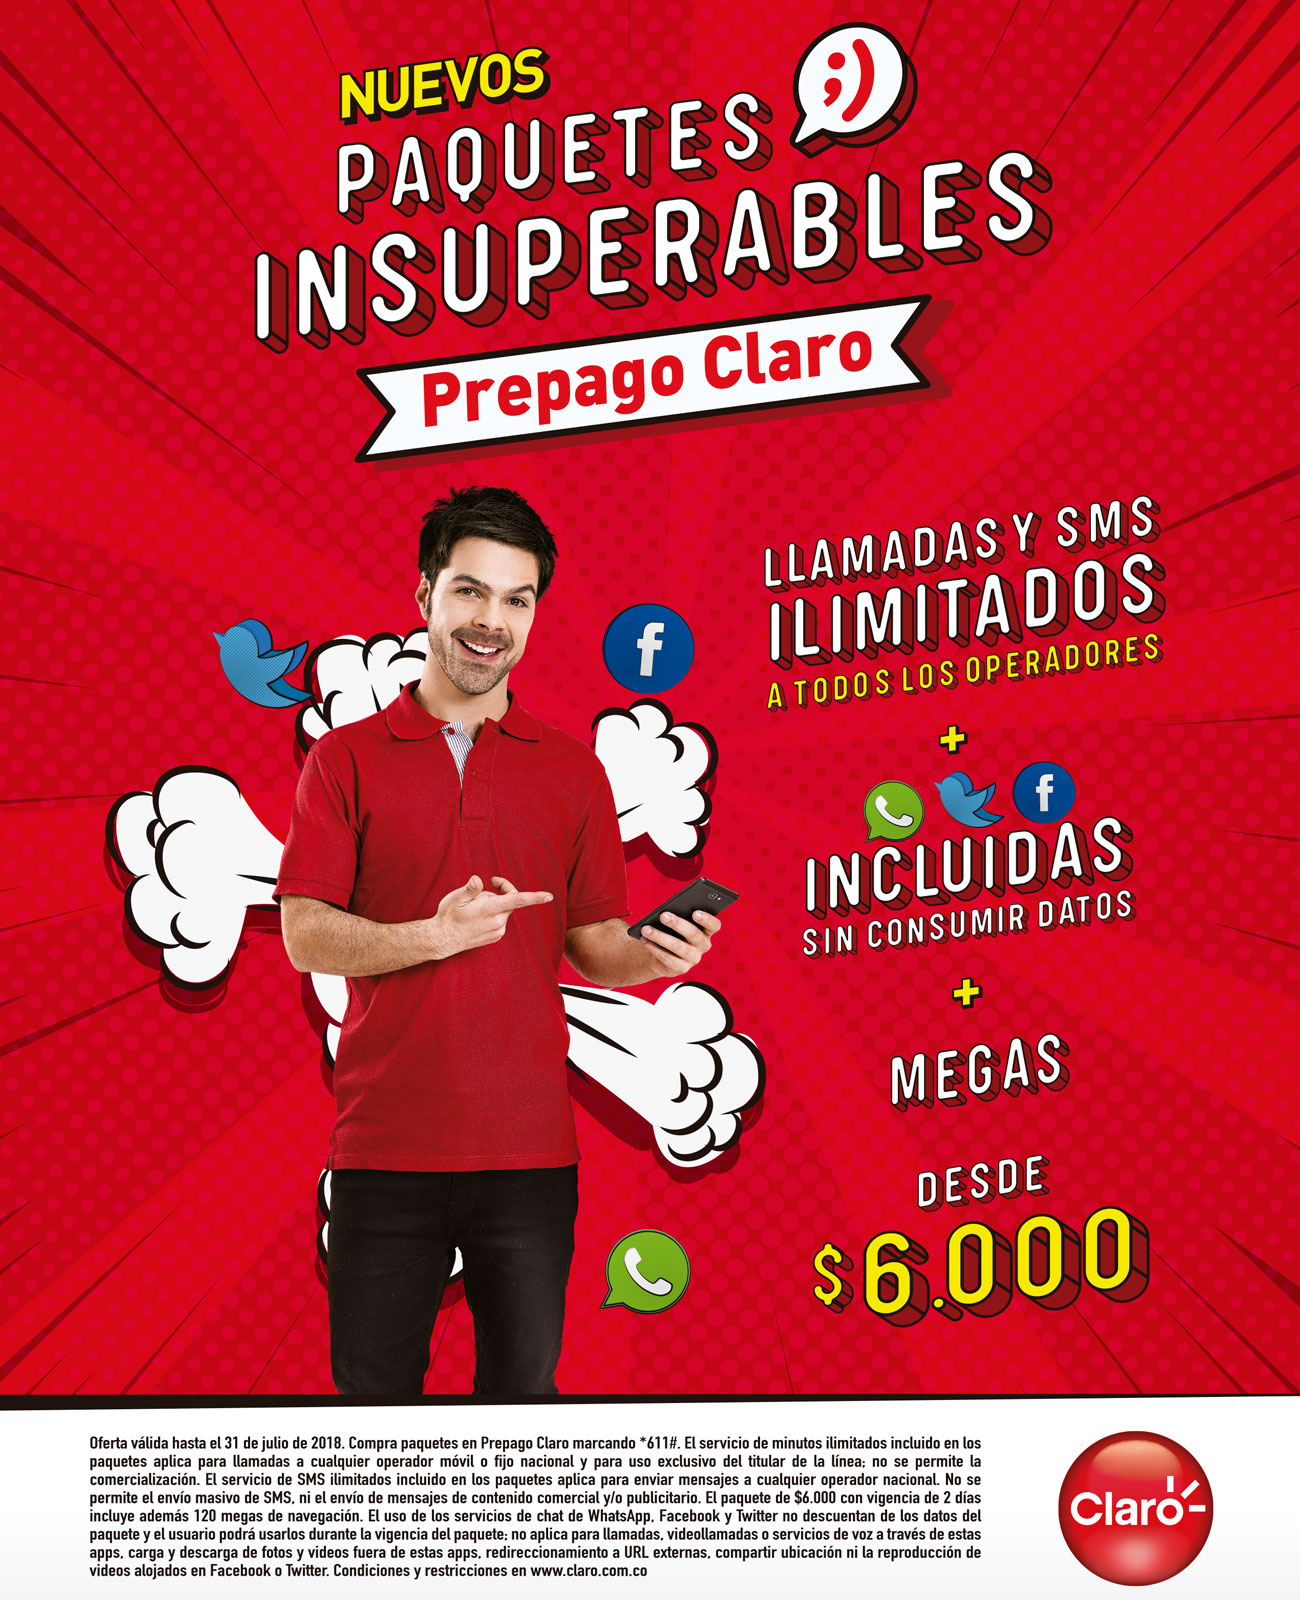 NUEVOS
PAQUETES ;)
INSUPERABLES
Prepago Claro
LLAMADAS Y SMS
ILIMITADOS
A TODOS LOS OPERADORES
+
f
f
INCLUIDAS
SIN CONSUMIR DATOS
+
MEGAS
DESDE
$6.000
Oferta válida hasta el 31 de julio de 2018. Compra paquetes en Prepago Claro marcando *611#. El servicio de minutos ilimitados incluido en los
paquetes aplica para llamadas a cualquier operador móvil o fijo nacional y para uso exclusivo del titular de la línea; no se permite la
comercialización. El servicio de SMS ilimitados incluido en los paquetes aplica para enviar mensajes a cualquier operador nacional. No se
permite el envío masivo de SMS, ni el envío de mensajes de contenido comercial y/o publicitario. El paquete de $6.000 con vigencia de 2 días
incluye además 120 megas de navegación. El uso de los servicios de chat de WhatsApp, Facebook y Twitter no descuentan de los datos del
paquete y el usuario podrá usarlos durante la vigencia del paquete; no aplica para llamadas, videollamadas o servicios de voz a través de estas
apps, carga y descarga de fotos y videos fuera de estas apps, redireccionamiento a URL externas, compartir ubicación ni la reproducción de
videos alojados en Facebook o Twitter. Condiciones y restricciones en www.claro.com.co
Claro